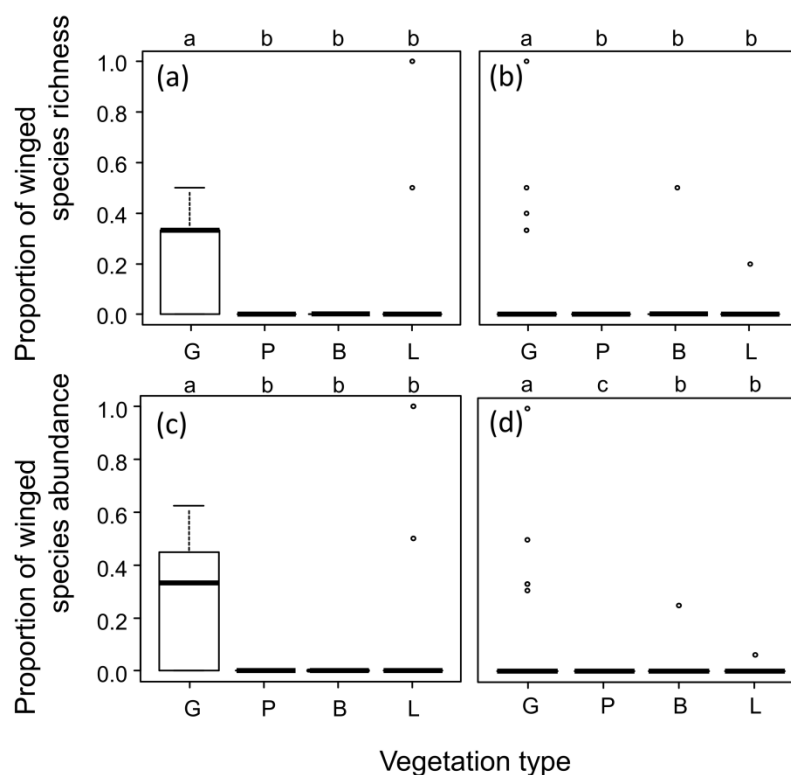 a b b b
a b b b
Proportion of winged
species richness
1.0
0.8
0.6
0.4
0.2
0.0
(a)
(b)
G P B L
G P B L
a b b b
a c b b
Proportion of winged
species abundance
1.0
0.8
0.6
0.4
0.2
0.0
(c)
(d)
G P B L
G P B L
Vegetation type